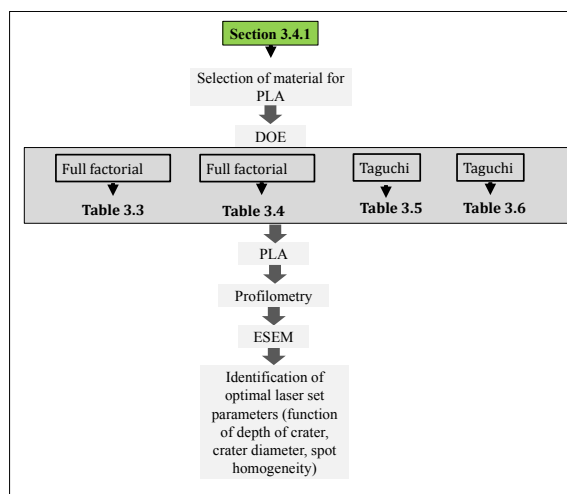 Section 3.4.1
Selection of material for
PLA
DOE
Full factorial
Full factorial
Taguchi
Taguchi
Table 3.3
Table 3.4
Table 3.5
Table 3.6
PLA
Profilometry
ESEM
Identification of
optimal laser set
parameters (function
of depth of crater,
crater diameter, spot
homogeneity)